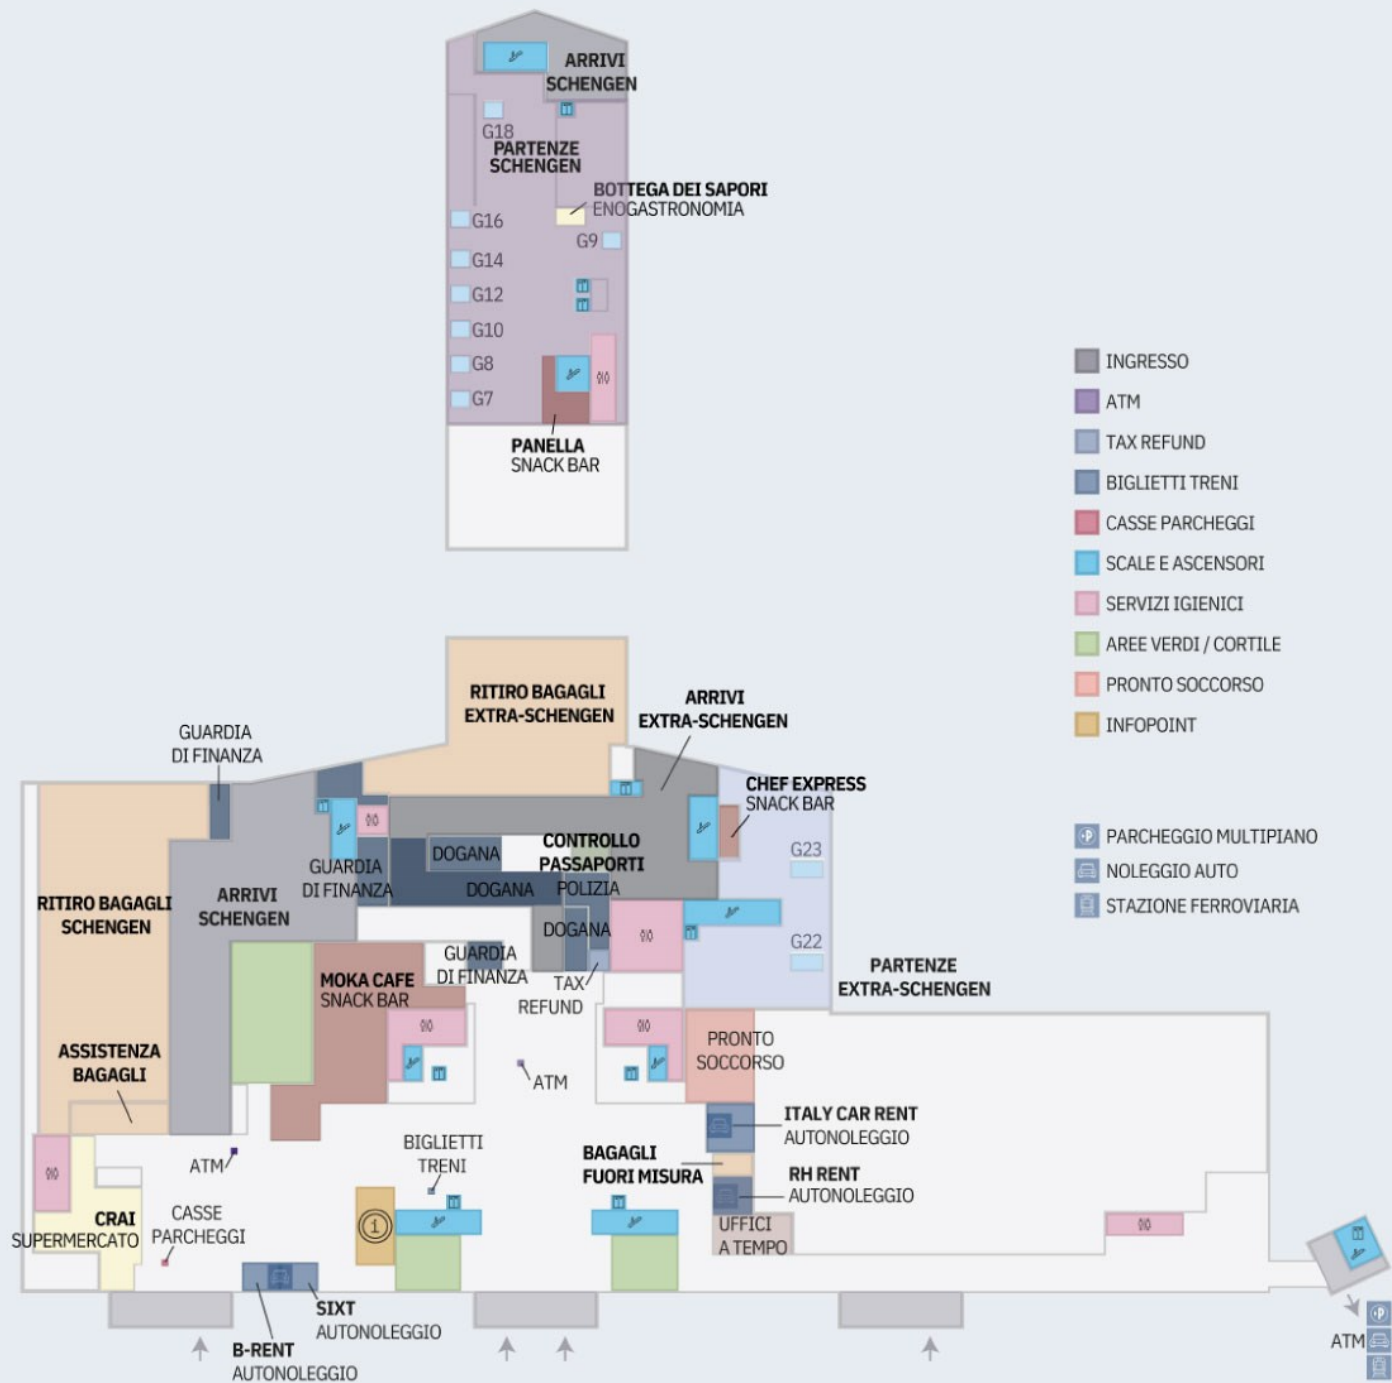 ARRIVI
SCHENGEN
G18
PARTENZE
SCHENGEN
BOTTEGA DEI SAPORI
ENOGASTRONOMIA
G16
G9
G14
G12
G10
G8
G7
PANELLA
SNACK BAR
INGRESSO
ATM
TAX REFUND
BIGLIETTI TRENI
CASSE PARCHEGGI
SCALE E ASCENSORI
SERVIZI IGIENICI
AREE VERDI / CORTILE
PRONTO SOCCORSO
INFOPOINT
P PARCHEGGIO MULTIPIANO
NOLEGGIO AUTO
STAZIONE FERROVIARIA
RITIRO BAGAGLI
EXTRA-SCHENGEN
ARRIVI
EXTRA-SCHENGEN
GUARDIA
DI FINANZA
CHEF EXPRESS
SNACK BAR
CONTROLLO
PASSAPORTI
POLIZIA
DOGANA
DOGANA
DOGANA
GUARDIA
DI FINANZA
G23
RITIRO BAGAGLI
SCHENGEN
ARRIVI
SCHENGEN
G22
GUARDIA
DI FINANZA
MOKA CAFE
SNACK BAR
TAX
REFUND
PARTENZE
EXTRA-SCHENGEN
PRONTO
SOCCORSO
ASSISTENZA
BAGAGLI
ATM
ITALY CAR RENT
AUTONOLEGGIO
BIGLIETTI
TRENI
BAGAGLI
FUORI MISURA
ATM
RH RENT
AUTONOLEGGIO
CRAI
SUPERMERCATO
CASSE
PARCHEGGI
i
UFFICI
A TEMPO
SIXT
AUTONOLEGGIO
B-RENT
AUTONOLEGGIO
P
ATM